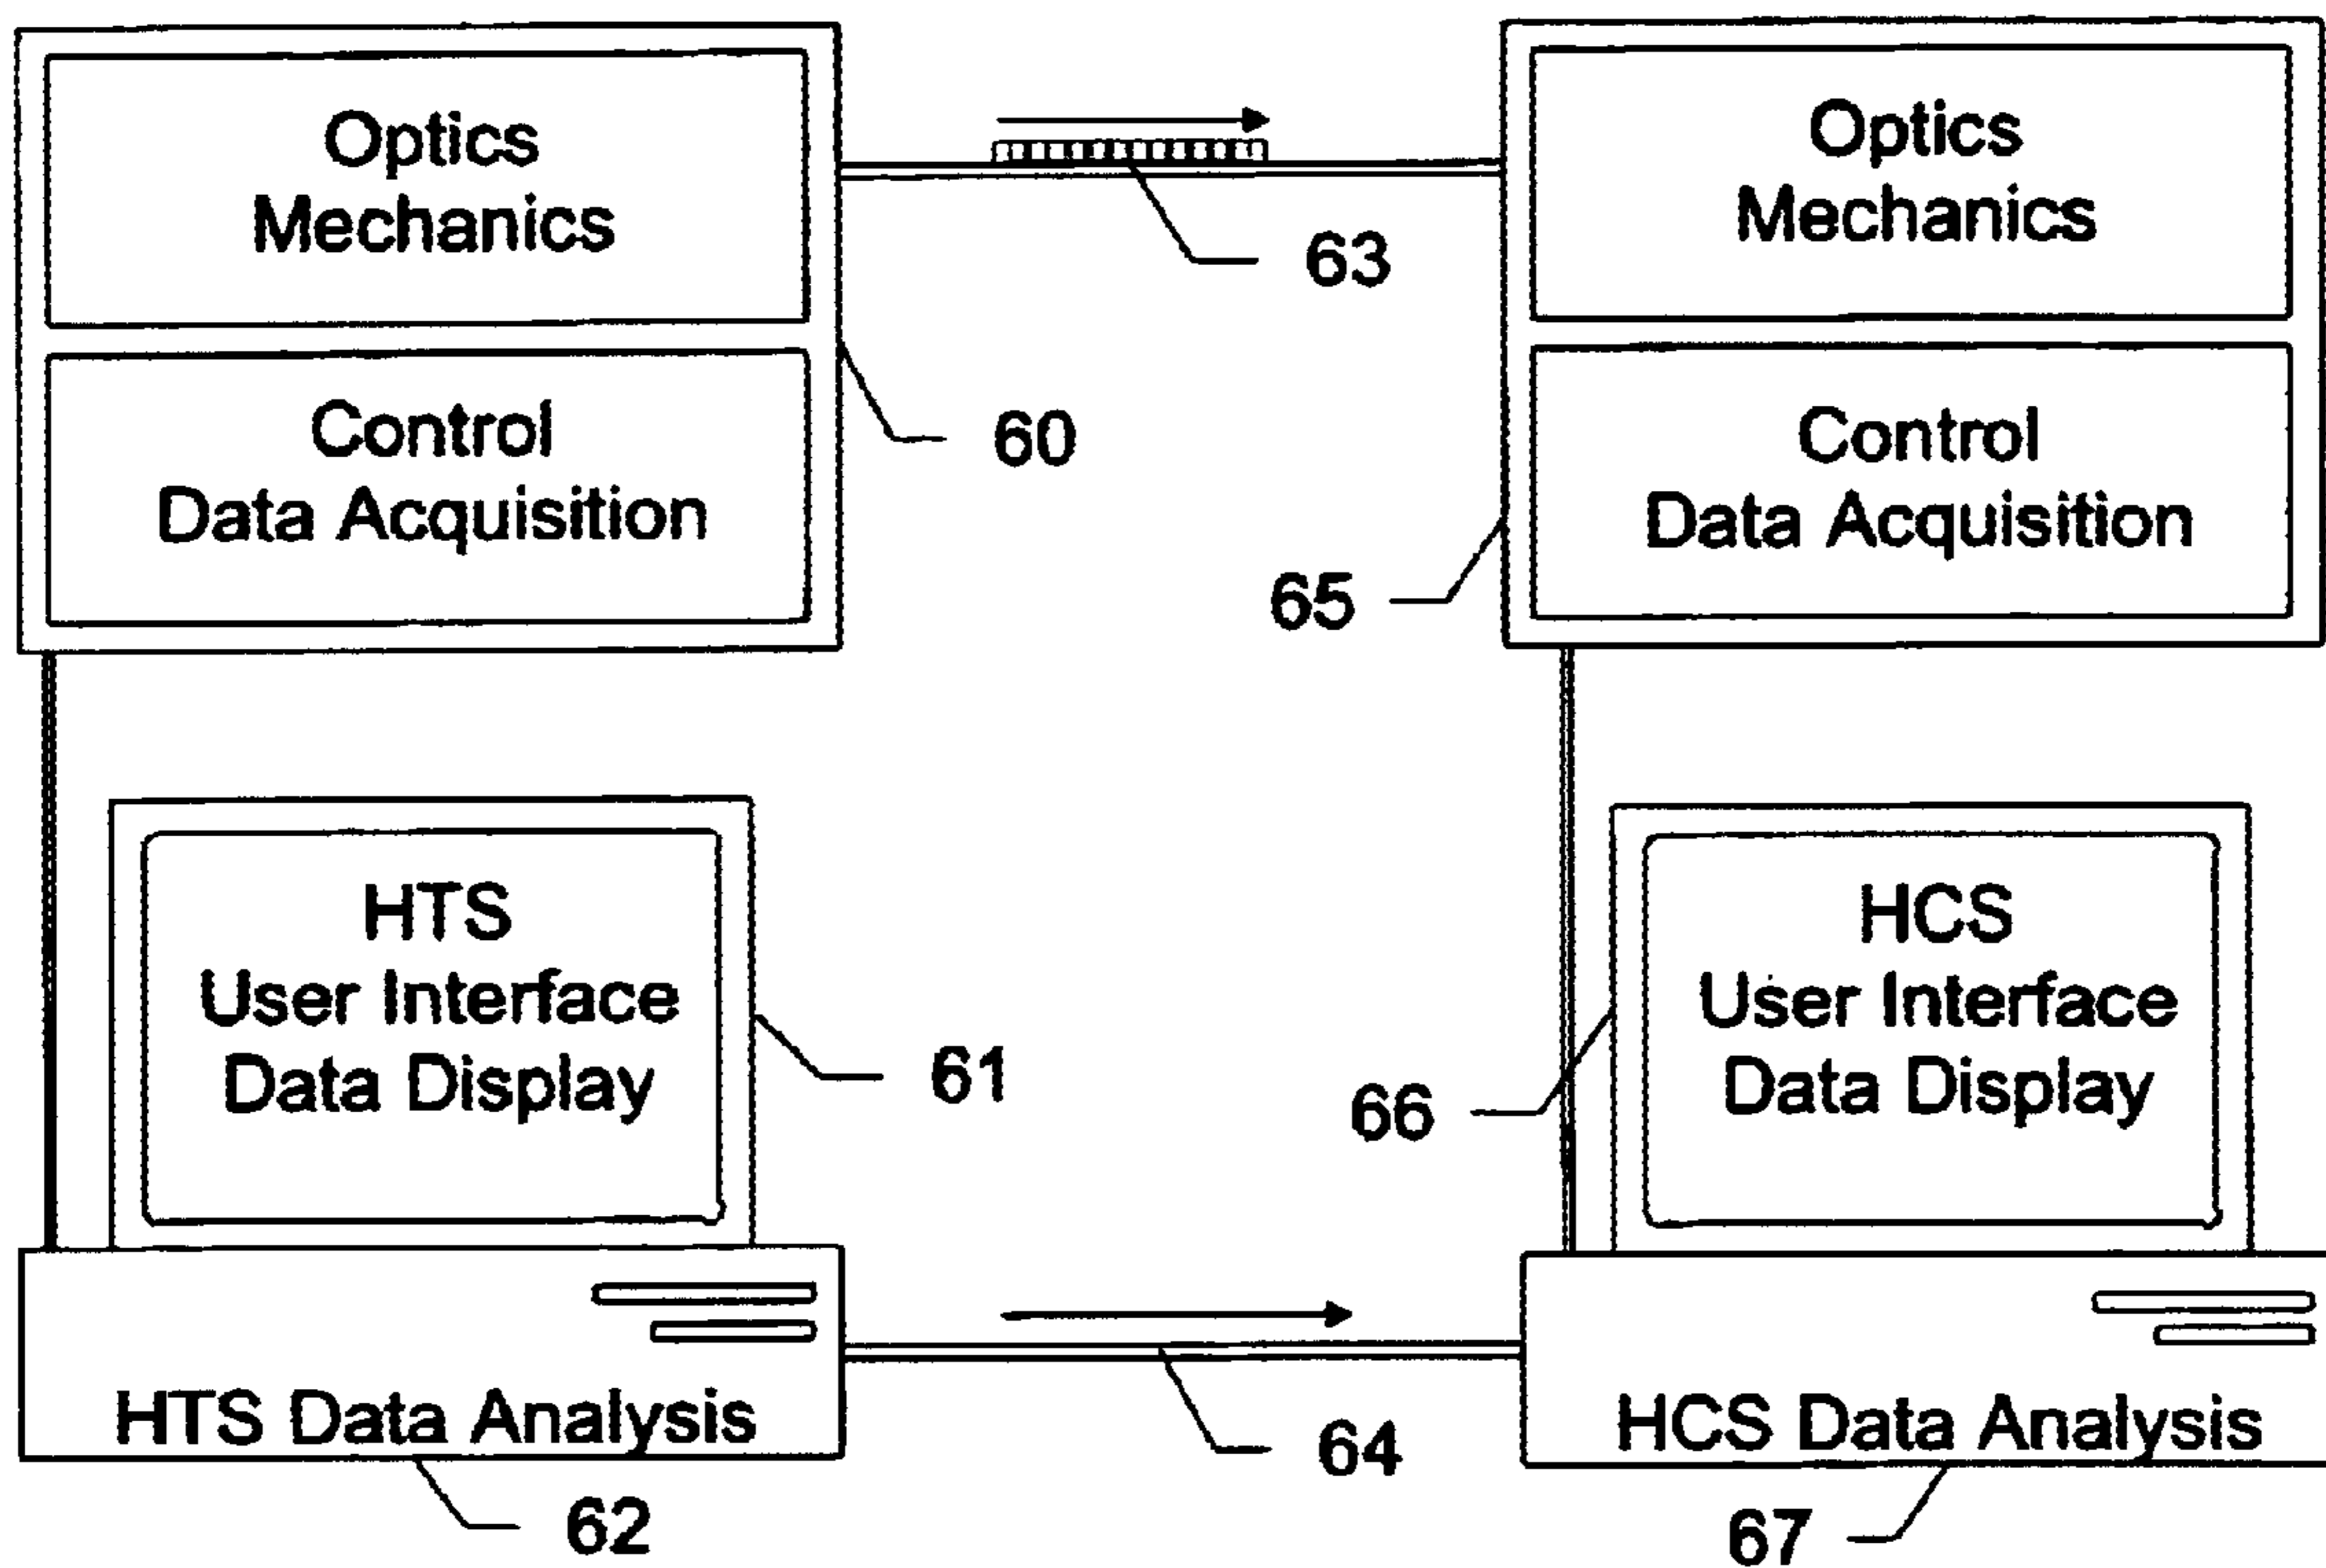 Optics
Mechanics
Control
Data Acquisition
60
63
Optics
Mechanics
Control
Data Acquisition
65
HTS
User Interface
Data Display
61
HTS Data Analysis
62
64
HCS
User Interface
Data Display
66
HCS Data Analysis
67